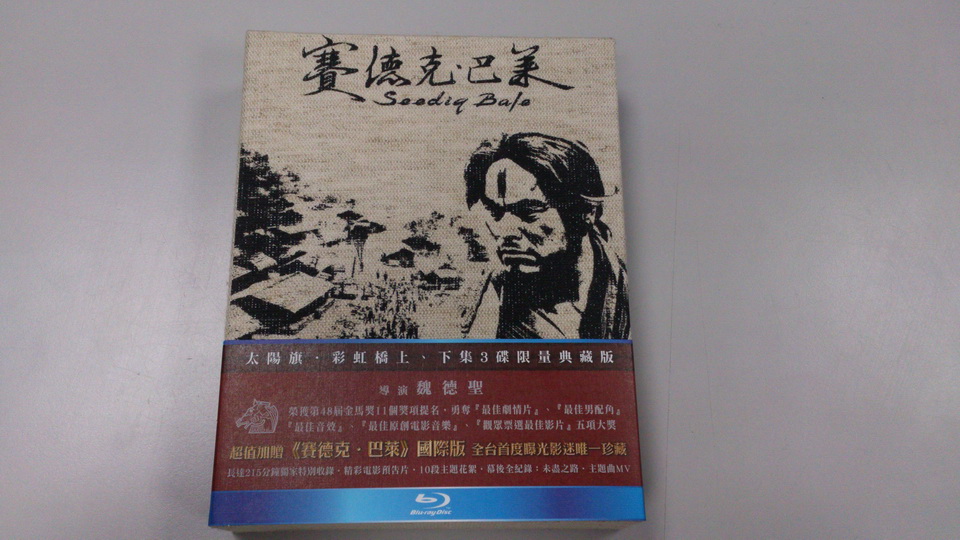 賽德克·巴萊
Seediq Bale
太陽旗·彩虹橋上、下集3碟限量典藏版
導演 魏德聖
榮獲第48屆金馬獎11個獎項提名·勇奪『最佳劇情片』、『最佳男配角』
『最佳音效』、『最佳原創電影音樂』、『觀眾票選最佳影片』五項大獎
超值加贈《賽德克·巴萊》國際版 全台首度曝光影迷唯一珍藏
長達215分鐘獨家特別收錄·精彩電影預告片·10段主題花絮·幕後全紀錄:未盡之路·主題曲MV
Blu-ray Disc